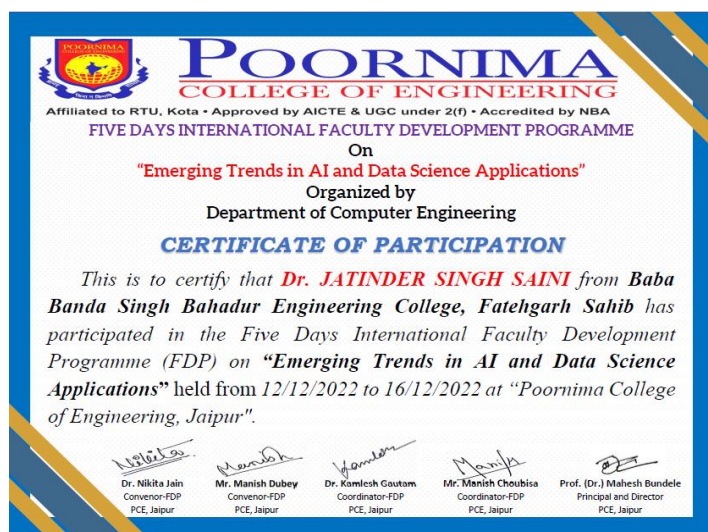 POORNIMA
POORNIMA
COLLEGE OF ENGINEERING
Affiliated to RTU, Kota • Approved by AICTE & UGC under 2(f) • Accredited by NBA
FIVE DAYS INTERNATIONAL FACULTY DEVELOPMENT PROGRAMME
On
"Emerging Trends in AI and Data Science Applications"
Organized by
Department of Computer Engineering
CERTIFICATE OF PARTICIPATION
This is to certify that Dr. JATINDER SINGH SAINI from Baba
Banda Singh Bahadur Engineering College, Fatehgarh Sahib has
participated in the Five Days International Faculty Development
Programme (FDP) on "Emerging Trends in AI and Data Science
Applications" held from 12/12/2022 to 16/12/2022 at "Poornima College
of Engineering, Jaipur".
Nikita Manish Kamlesh Manish
Dr. Nikita Jain Mr. Manish Dubey Dr. Kamlesh Gautam Mr. Manish Choubisa Prof. (Dr.) Mahesh Bundele
Convenor-FDP Convenor-FDP Coordinator-FDP Coordinator-FDP Principal and Director
PCE, Jaipur PCE, Jaipur PCE, Jaipur PCE, Jaipur PCE, Jaipur